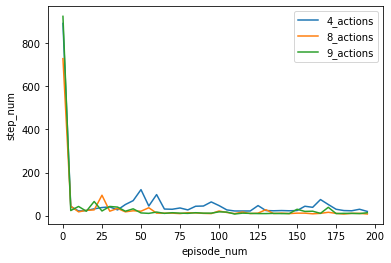 4_actions
8_actions
9_actions
800
600
400
200
0
step_num
0 25 50 75 100 125 150 175 200
episode_num